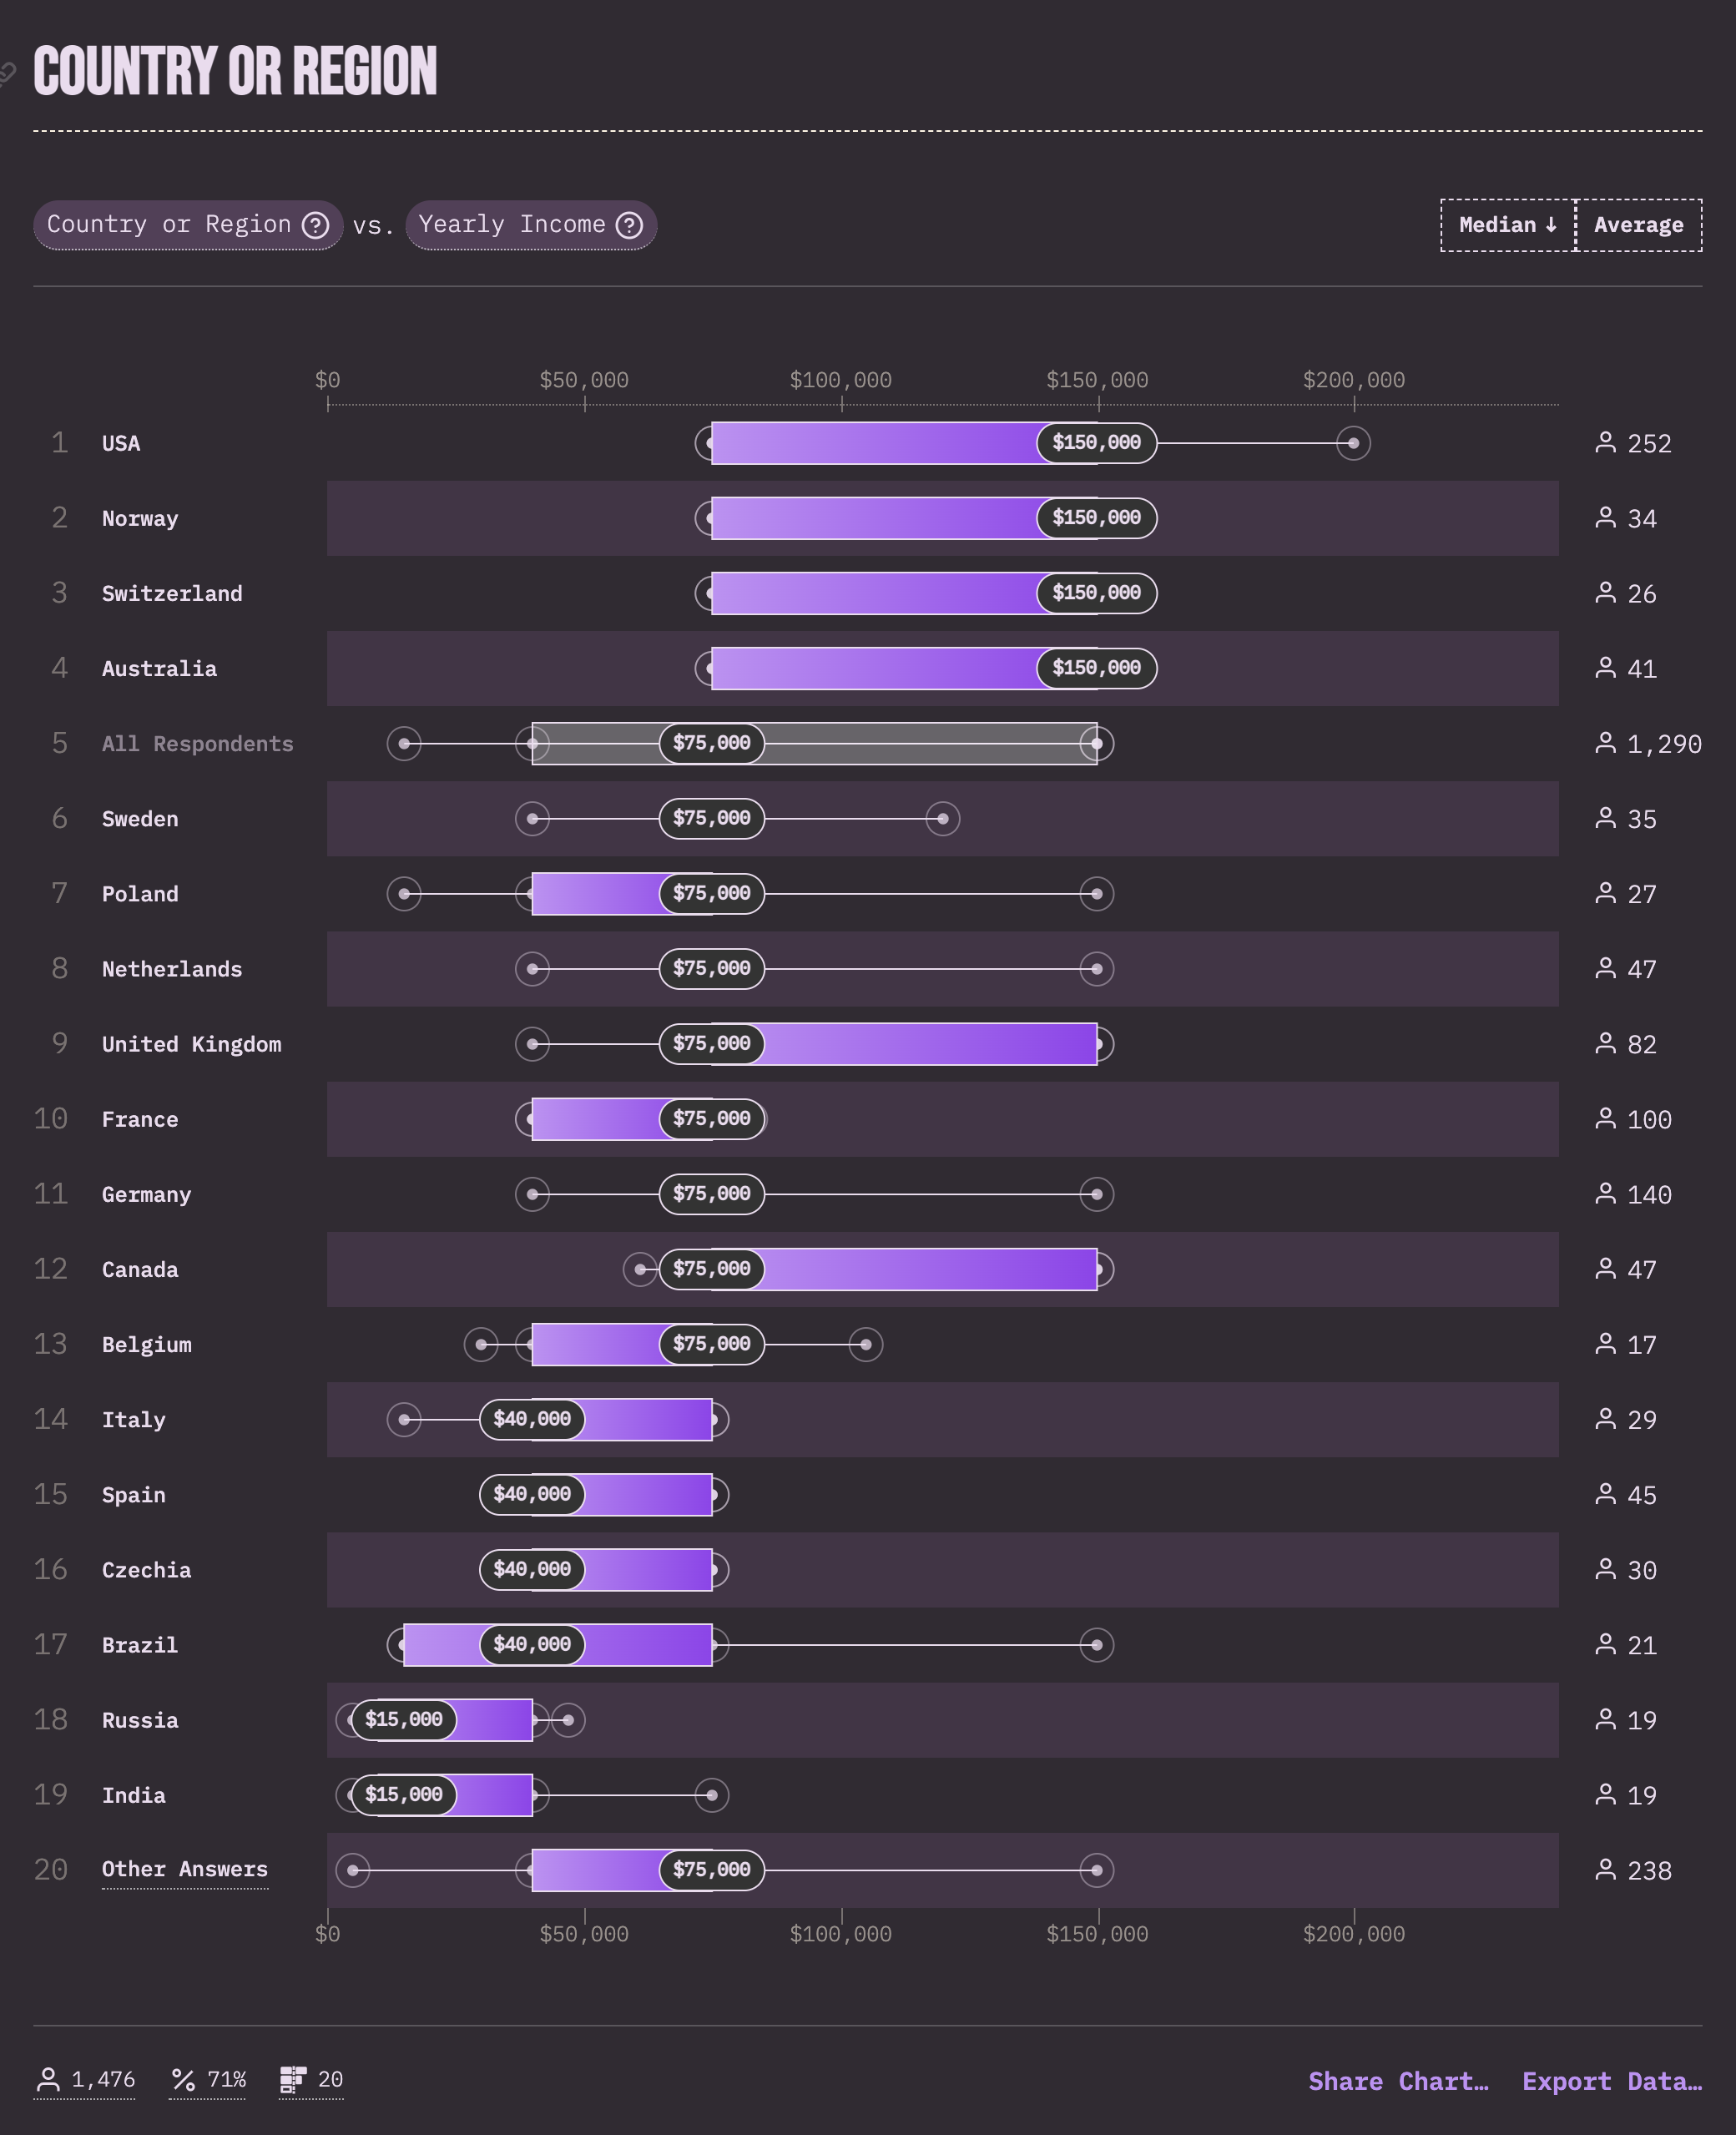 COUNTRY OR REGION
Country or Region ? vs. Yearly Income ? Median ↓ Average
$0 $50,000 $100,000 $150,000 $200,000
1 USA $150,000 252
2 Norway $150,000 34
3 Switzerland $150,000 26
4 Australia $150,000 41
5 All Respondents $75,000 1,290
6 Sweden $75,000 35
7 Poland $75,000 27
8 Netherlands $75,000 47
9 United Kingdom $75,000 82
10 France $75,000 100
11 Germany $75,000 140
12 Canada $75,000 47
13 Belgium $75,000 17
14 Italy $40,000 29
15 Spain $40,000 45
16 Czechia $40,000 30
17 Brazil $40,000 21
18 Russia $15,000 19
19 India $15,000 19
20 Other Answers $75,000 238
$0 $50,000 $100,000 $150,000 $200,000
1,476 % 71% 20 Share Chart… Export Data…